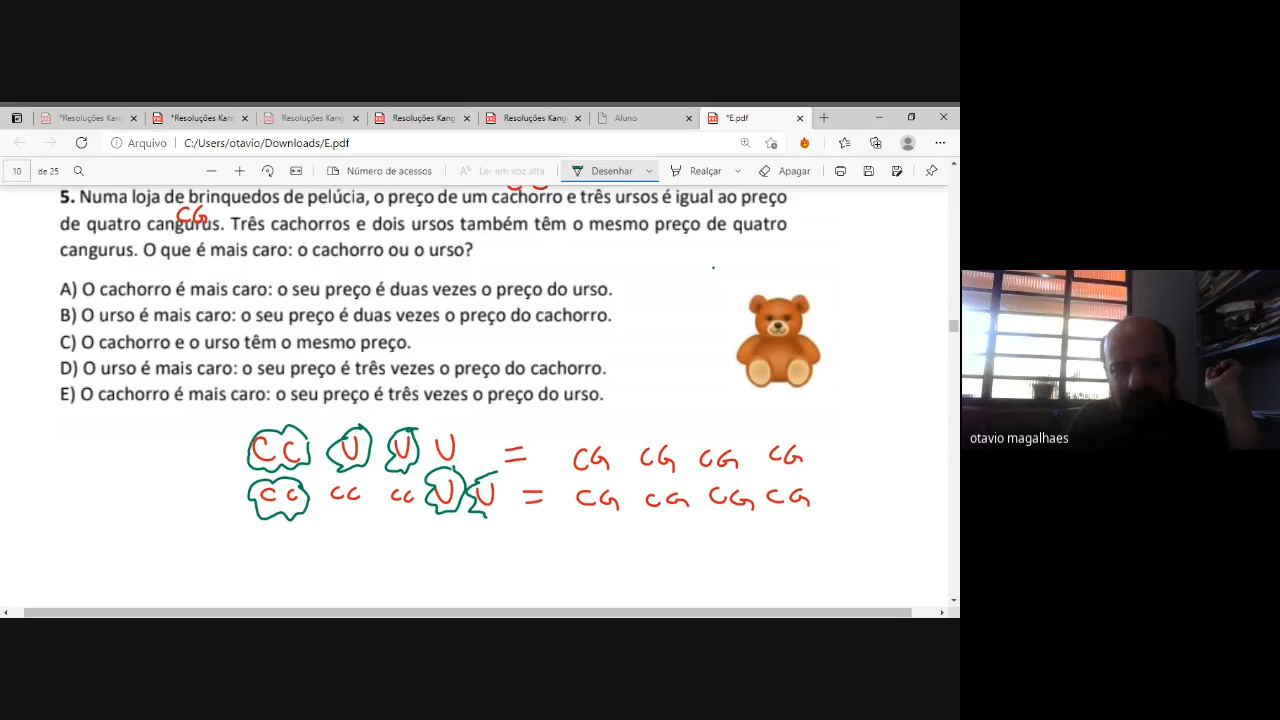 *Resoluções Kang
*Resoluções Kang
Resoluções Kang
Resoluções Kang
Resoluções Kang
Aluno
*E.pdf
Arquivo
C:/Users/otavio/Downloads/E.pdf
10 de 25
Número de acessos
Ler em voz alta
Desenhar
Realçar
Apagar
5. Numa loja de brinquedos de pelúcia, o preço de um cachorro e três ursos é igual ao preço
CG
de quatro cangurus. Três cachorros e dois ursos também têm o mesmo preço de quatro
cangurus. O que é mais caro: o cachorro ou o urso?
A) O cachorro é mais caro: o seu preço é duas vezes o preço do urso.
B) O urso é mais caro: o seu preço é duas vezes o preço do cachorro.
C) O cachorro e o urso têm o mesmo preço.
D) O urso é mais caro: o seu preço é três vezes o preço do cachorro.
E) O cachorro é mais caro: o seu preço é três vezes o preço do urso.
CC U U U = CG CG CG CG
CC CC CC U U = CG CG CG CG
otavio magalhaes